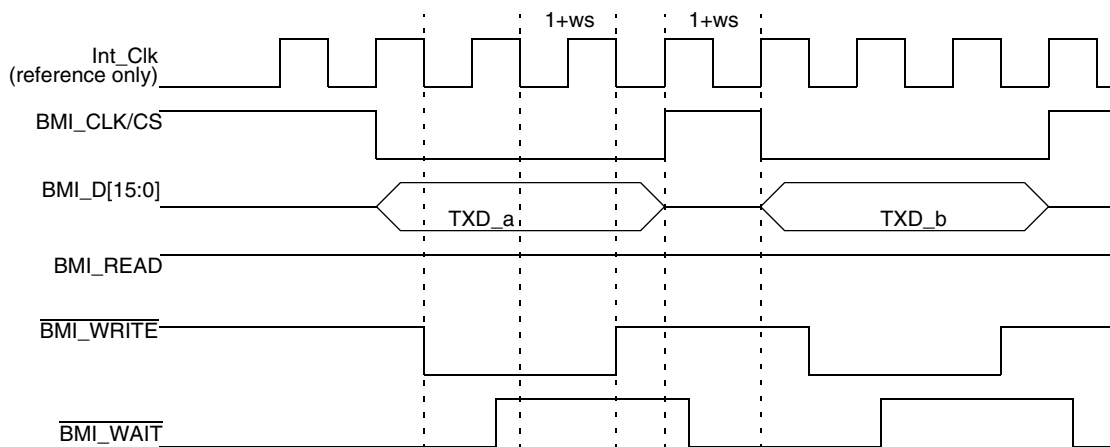 1+ws 1+ws
Int_Clk
(reference only)
BMI_CLK/CS
BMI_D[15:0]
TXD_a TXD_b
BMI_READ
BMI_WRITE
BMI_WAIT